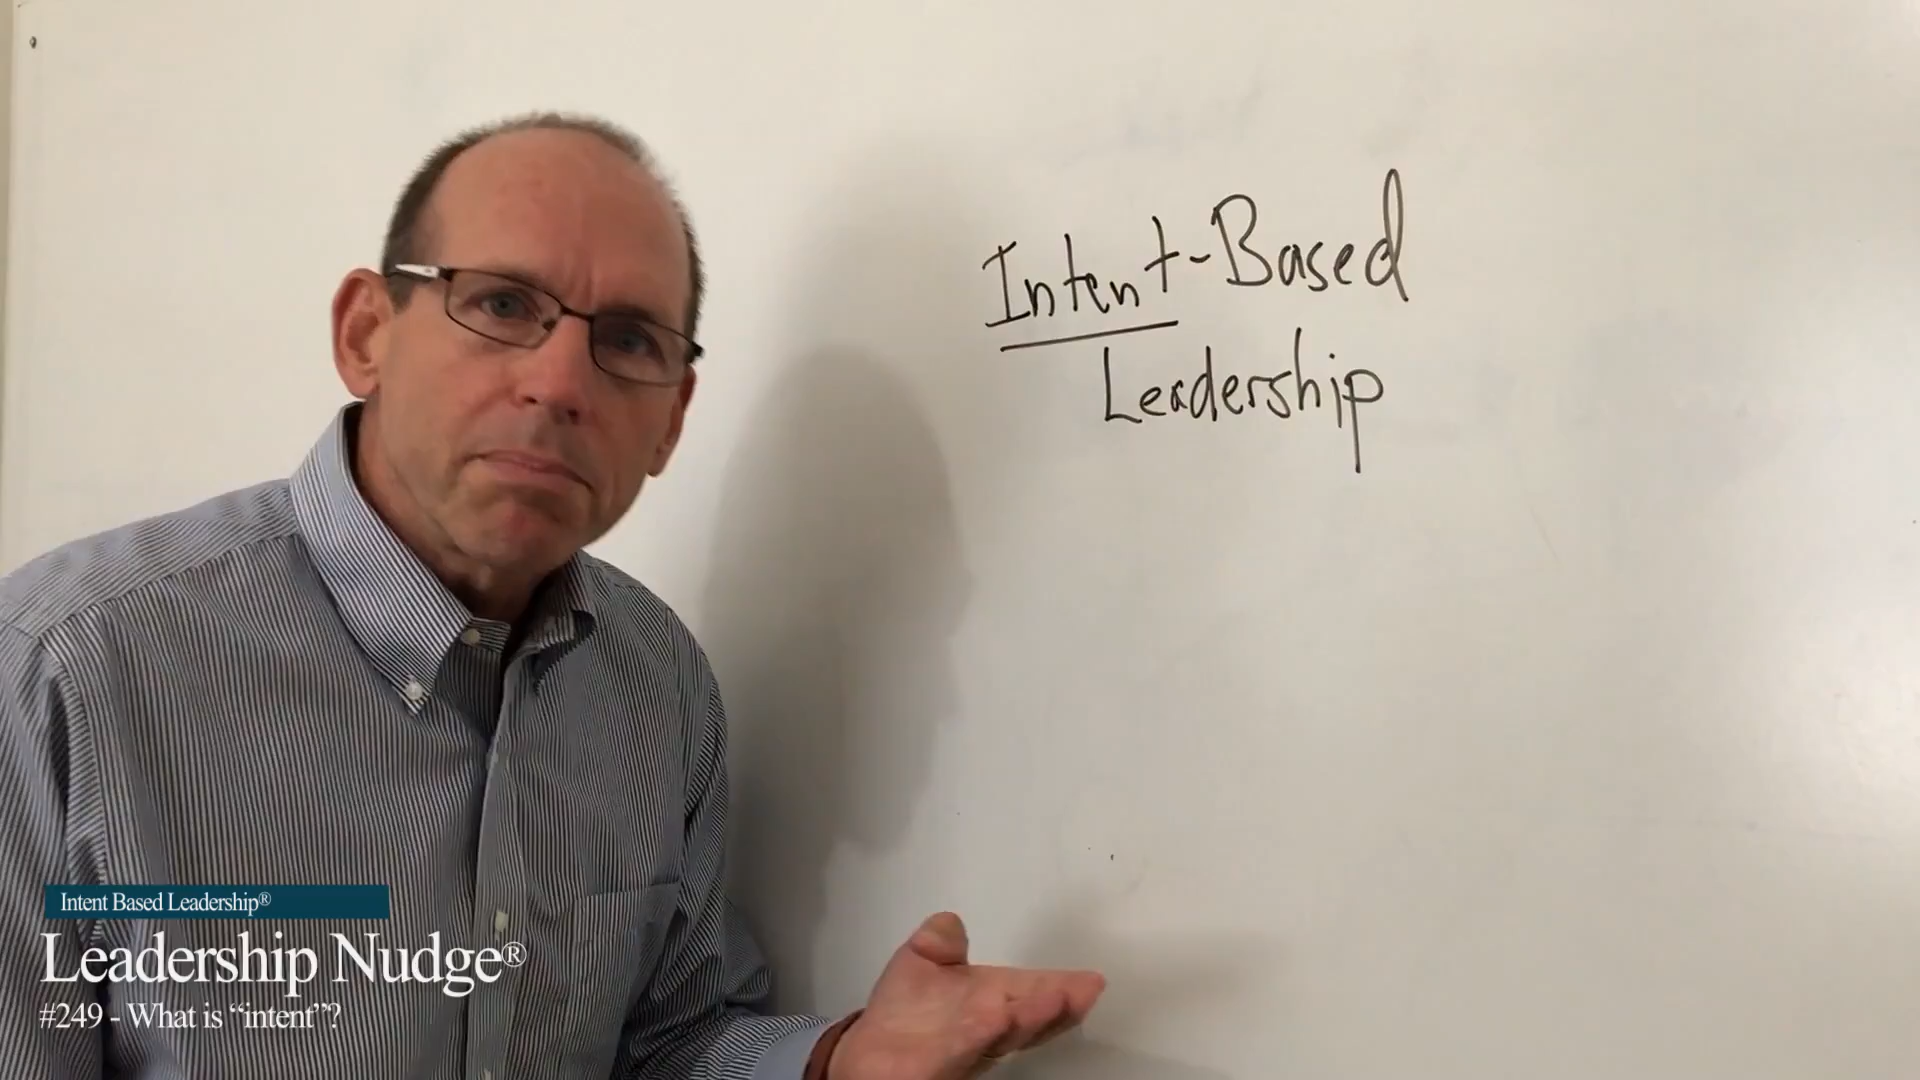 Intent-Based
Leadership
Intent Based Leadership®
Leadership Nudge®
#249 - What is “intent”?